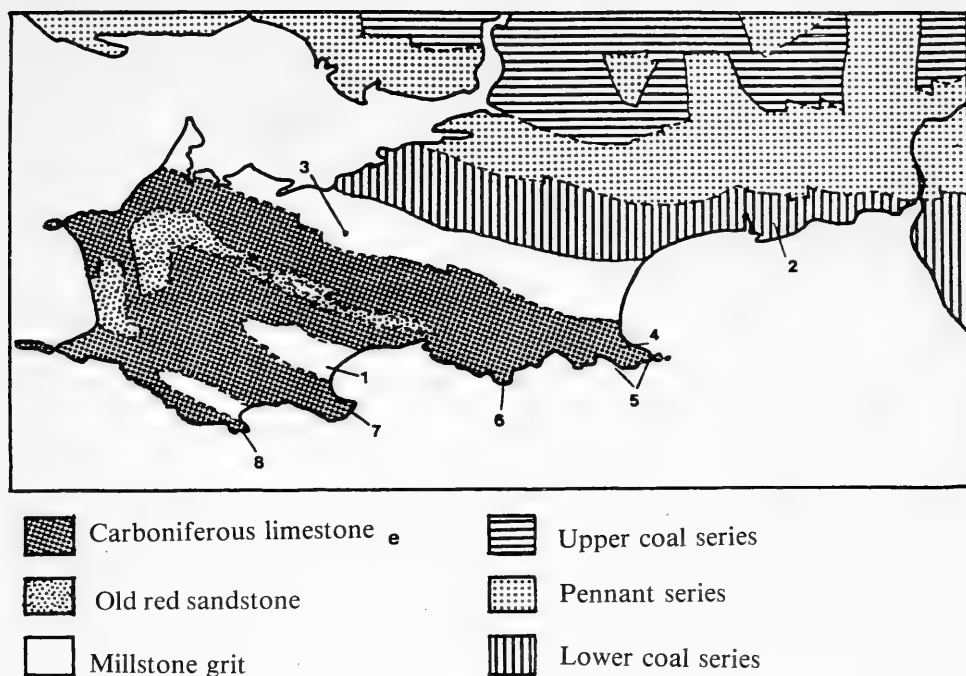 3
2
4
1
5
6
7
8
Carboniferous limestone e
Upper coal series
Old red sandstone
Pennant series
Millstone grit
Lower coal series